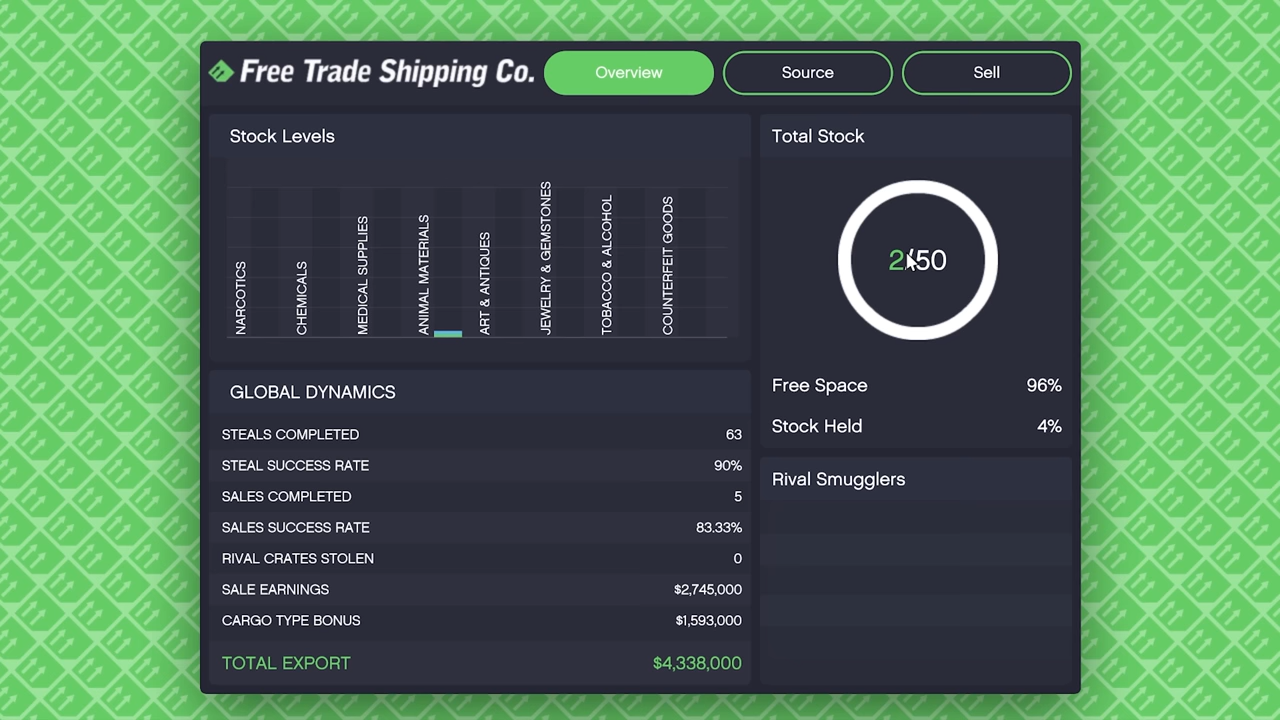 Free Trade Shipping Co.
Overview
Source
Sell
Stock Levels
NARCOTICS
CHEMICALS
MEDICAL SUPPLIES
ANIMAL MATERIALS
ART & ANTIQUES
JEWELRY & GEMSTONES
TOBACCO & ALCOHOL
COUNTERFEIT GOODS
Total Stock
2/50
Free Space 96%
Stock Held 4%
GLOBAL DYNAMICS
STEALS COMPLETED 63
STEAL SUCCESS RATE 90%
SALES COMPLETED 5
SALES SUCCESS RATE 83.33%
RIVAL CRATES STOLEN 0
SALE EARNINGS $2,745,000
CARGO TYPE BONUS $1,593,000
TOTAL EXPORT $4,338,000
Rival Smugglers